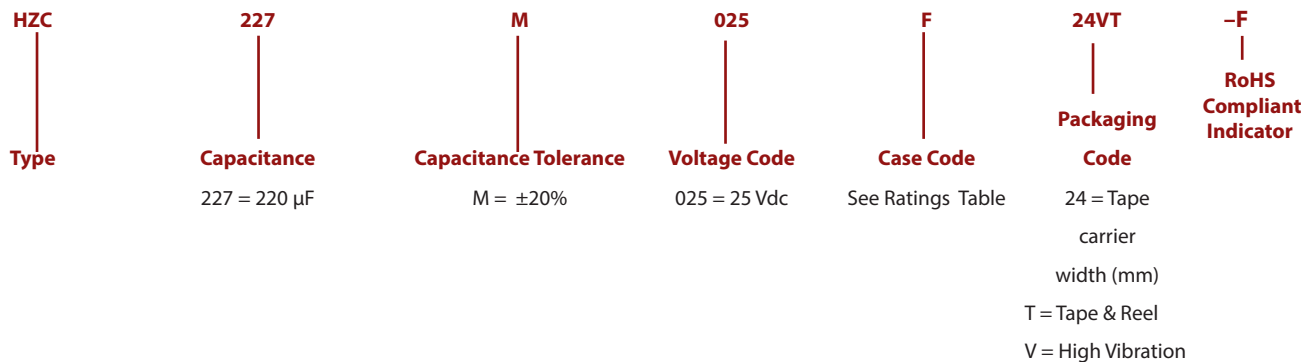 HZC 227 M 025 F 24VT –F
RoHS
Compliant
Indicator
Packaging
Type Capacitance Capacitance Tolerance Voltage Code Case Code Code
227 = 220 µF M = ±20% 025 = 25 Vdc See Ratings Table 24 = Tape
carrier
width (mm)
T = Tape & Reel
V = High Vibration